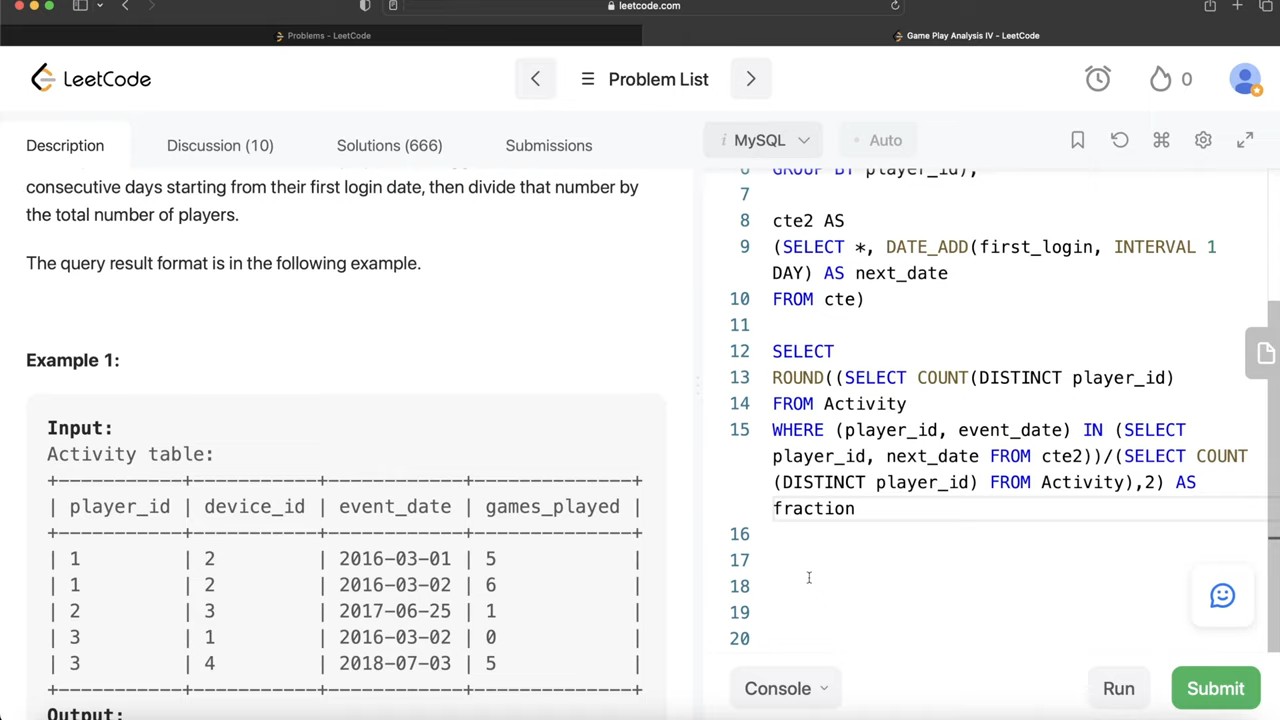 leetcode.com
Problems - LeetCode
Game Play Analysis IV - LeetCode
LeetCode
Problem List
0
Description
Discussion (10)
Solutions (666)
Submissions
i MySQL
• Auto
consecutive days starting from their first login date, then divide that number by
the total number of players.
The query result format is in the following example.
Example 1:
Input:
Activity table:
+-----------+-----------+------------+--------------+
| player_id | device_id | event_date | games_played |
+-----------+-----------+------------+--------------+
| 1 | 2 | 2016-03-01 | 5 |
| 1 | 2 | 2016-03-02 | 6 |
| 2 | 3 | 2017-06-25 | 1 |
| 3 | 1 | 2016-03-02 | 0 |
| 3 | 4 | 2018-07-03 | 5 |
+-----------+-----------+------------+--------------+
Output:
6 GROUP BY player_id),
7
8 cte2 AS
9 (SELECT *, DATE_ADD(first_login, INTERVAL 1
DAY) AS next_date
10 FROM cte)
11
12 SELECT
13 ROUND((SELECT COUNT(DISTINCT player_id)
14 FROM Activity
15 WHERE (player_id, event_date) IN (SELECT
player_id, next_date FROM cte2))/(SELECT COUNT
(DISTINCT player_id) FROM Activity),2) AS
fraction
16
17
18
19
20
Console
Run
Submit